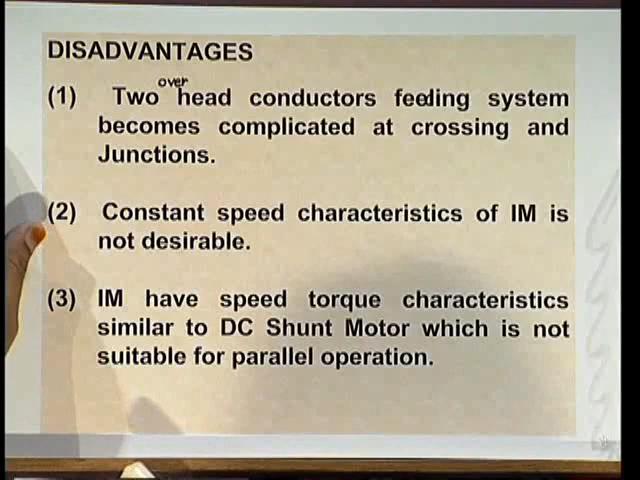 DISADVANTAGES
(1) Two over head conductors feeding system
becomes complicated at crossing and
Junctions.
(2) Constant speed characteristics of IM is
not desirable.
(3) IM have speed torque characteristics
similar to DC Shunt Motor which is not
suitable for parallel operation.